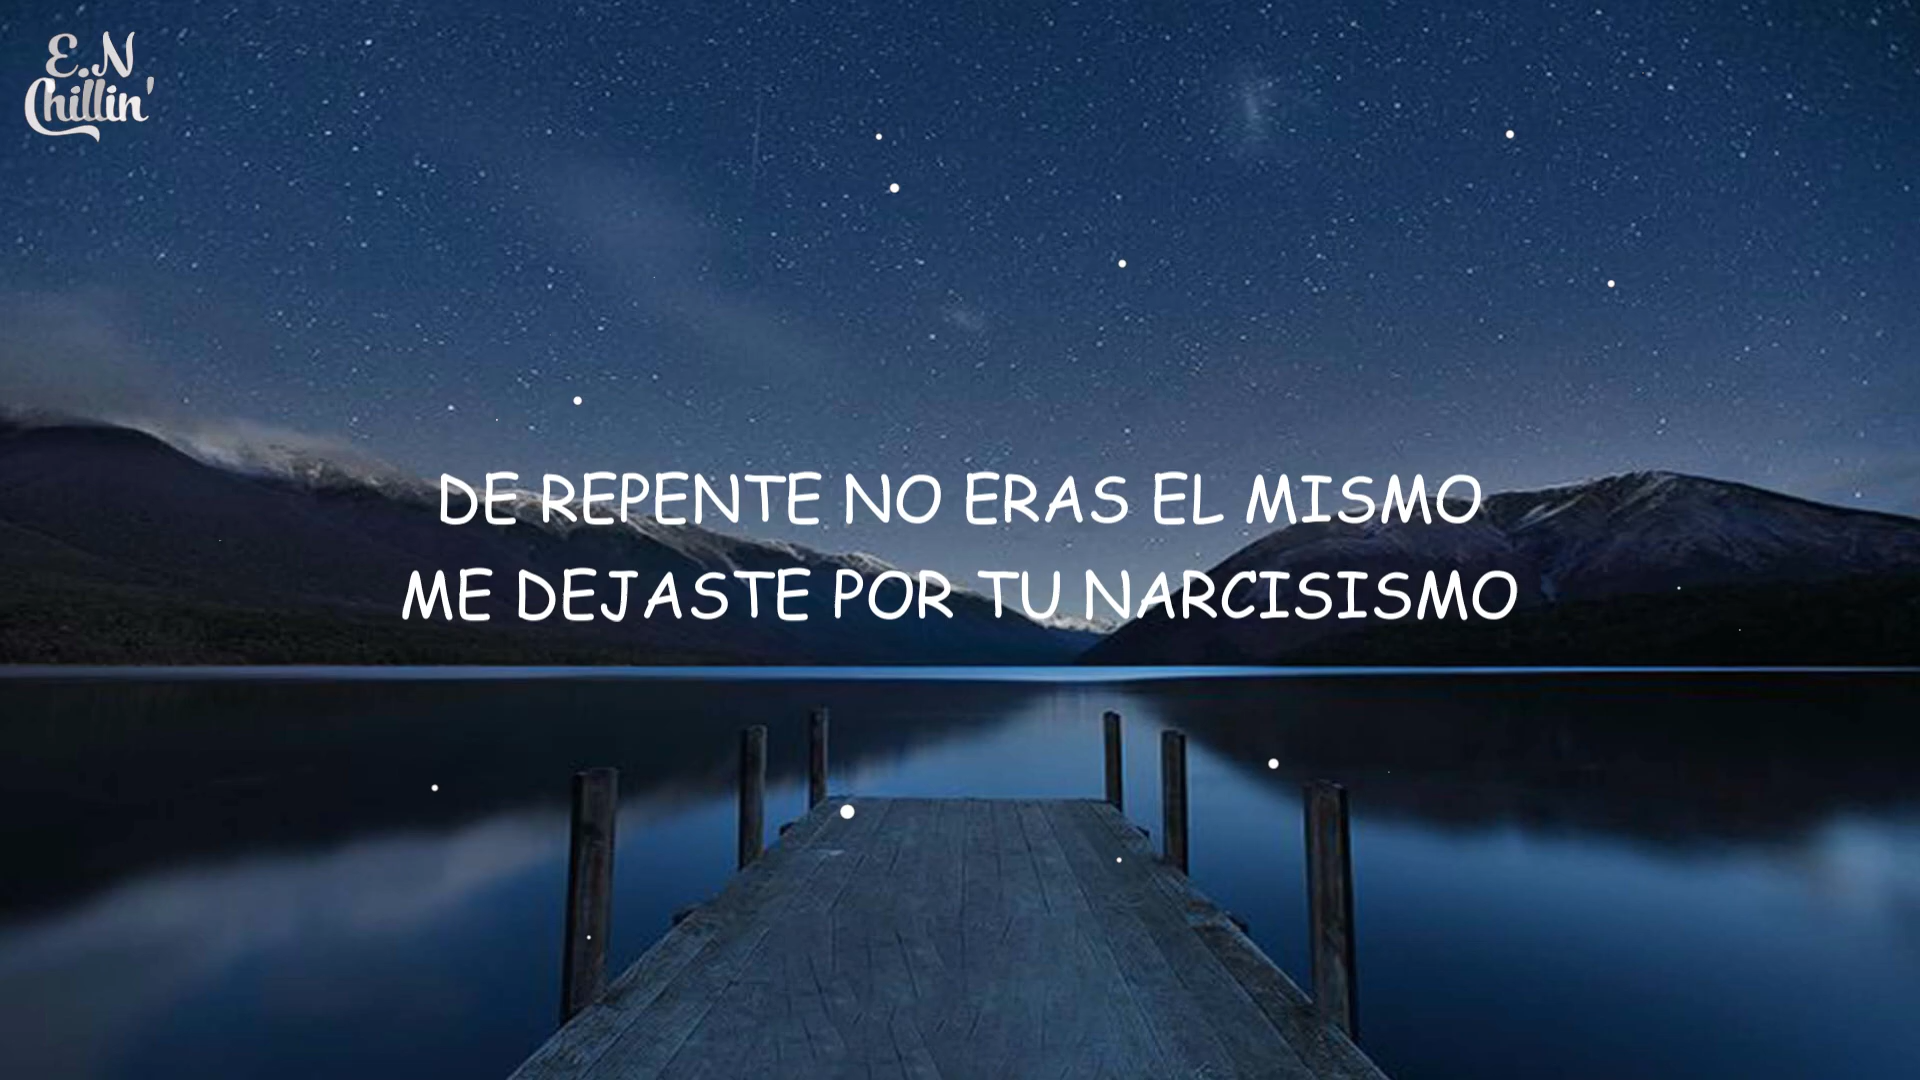 E.N
Chillin'
DE REPENTE NO ERAS EL MISMO
ME DEJASTE POR TU NARCISISMO